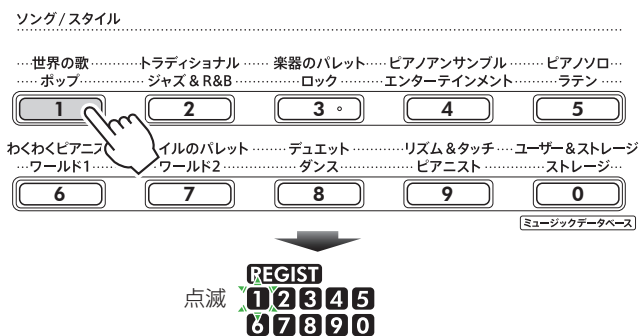 ソング/スタイル
世界の歌 トラディショナル 楽器のパレット ピアノアンサンブル ピアノソロ
ポップ ジャズ & R&B ロック エンターテインメント ラテン
1 2 3 4 5
わくわくピアニス イルのパレット デュエット リズム&タッチ ユーザー&ストレージ
ワールド1 ワールド2 ダンス ピアニスト ストレージ
6 7 8 9 0
ミュージックデータベース
REGIST
点滅 1 2 3 4 5
6 7 8 9 0